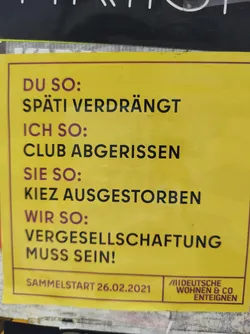 DU SO:
SPÄTI VERDRÄNGT
ICH SO:
CLUB ABGERISSEN
SIE SO:
KIEZ AUSGESTORBEN
WIR SO:
VERGESELLSCHAFTUNG
MUSS SEIN!
SAMMELSTART 26.02.2021
DEUTSCHE
WOHNEN & CO
ENTEIGNEN